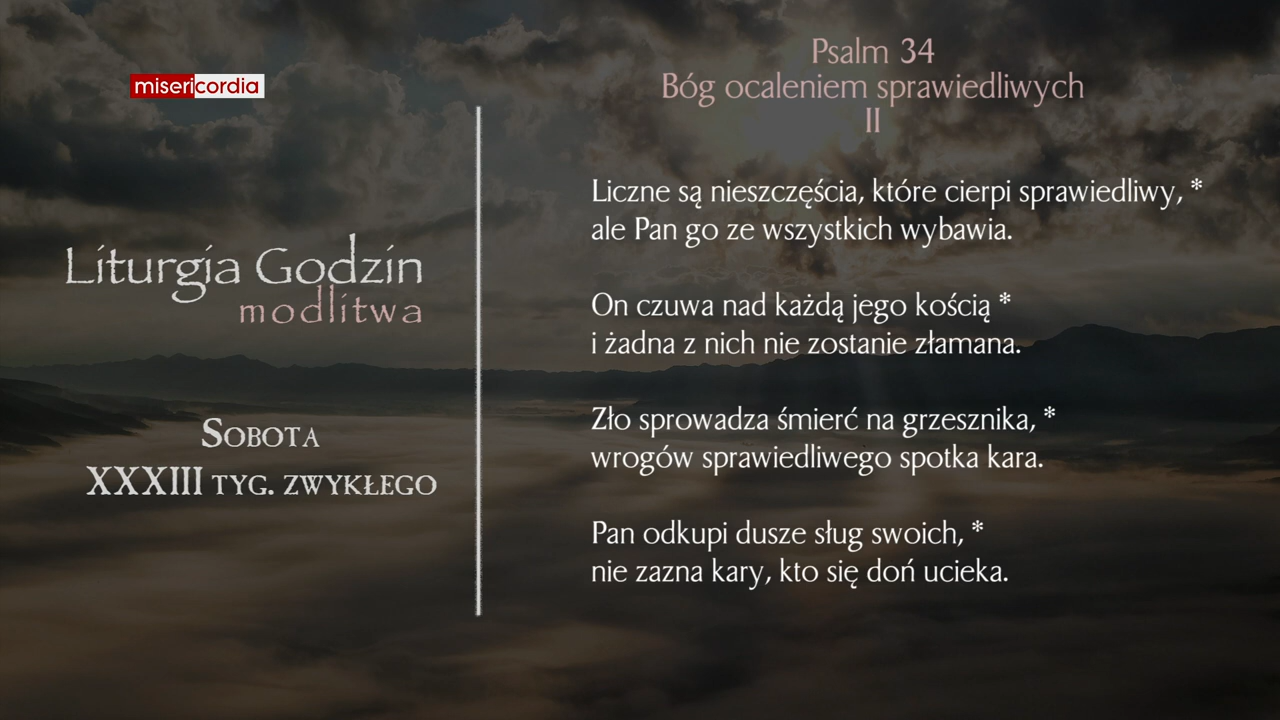 misericordia
Liturgia Godzin
modlitwa
Sobota
XXXIII tyg. zwykłego
Psalm 34
Bóg ocaleniem sprawiedliwych
II
Liczne są nieszczęścia, które cierpi sprawiedliwy, *
ale Pan go ze wszystkich wybawia.
On czuwa nad każdą jego kością *
i żadna z nich nie zostanie złamana.
Zło sprowadza śmierć na grzesznika, *
wrogów sprawiedliwego spotka kara.
Pan odkupi dusze sług swoich, *
nie zazna kary, kto się doń ucieka.